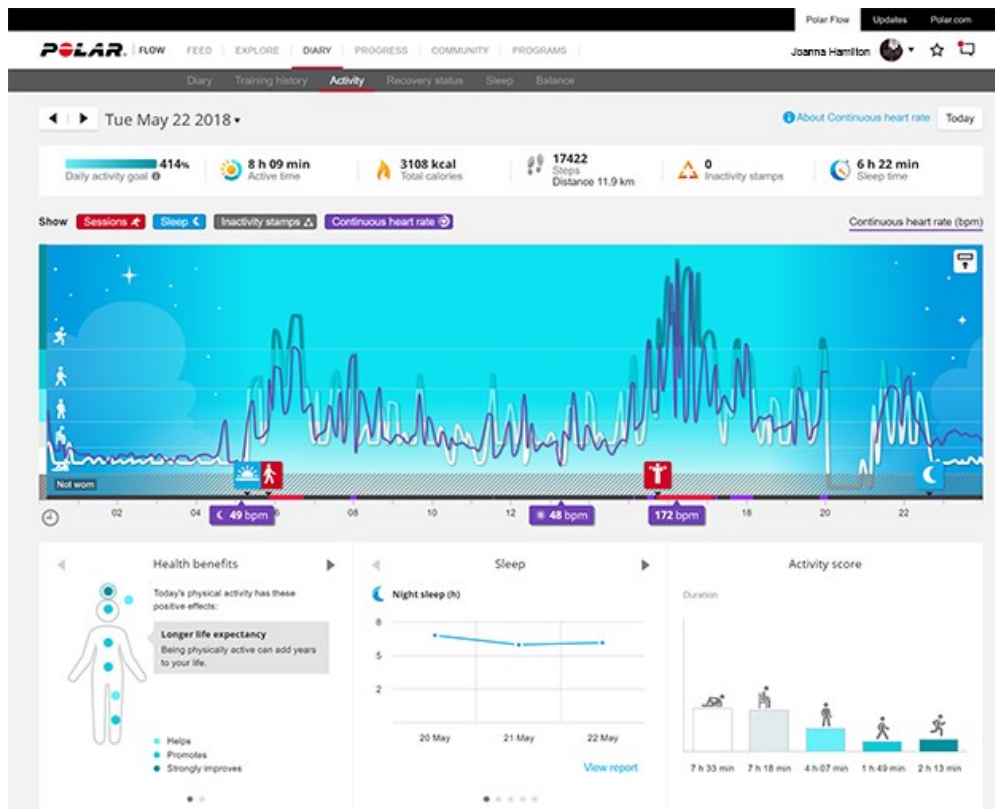 Polar Flow Updates Polar.com
POLAR. FLOW FEED EXPLORE DIARY PROGRESS COMMUNITY PROGRAMS Joanna Hamilton
Diary Training history Activity Recovery status Sleep Balance
Tue May 22 2018 About Continuous heart rate Today
414% 8 h 09 min 3108 kcal 17422 0 6 h 22 min
Daily activity goal Active time Total calories Steps Inactivity stamps Sleep time
Distance 11.9 km
Show Sessions Sleep Inactivity stamps Continuous heart rate Continuous heart rate (bpm)
Not worn
02 04 06 08 10 12 18 20 22
49 bpm 48 bpm 172 bpm
Health benefits Sleep Activity score
Today's physical activity has these
positive effects:
Longer life expectancy
Being physically active can add years
to your life.
Helps
Promotes
Strongly improves
Night sleep (h)
8
5
2
20 May 21 May 22 May
View report
Duration
7 h 33 min 7 h 18 min 4 h 07 min 1 h 49 min 2 h 13 min